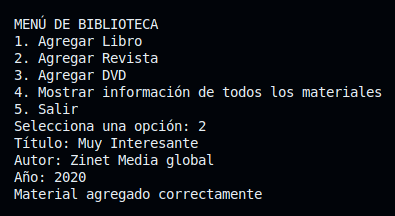 MENÚ DE BIBLIOTECA
1. Agregar Libro
2. Agregar Revista
3. Agregar DVD
4. Mostrar información de todos los materiales
5. Salir
Selecciona una opción: 2
Título: Muy Interesante
Autor: Zinet Media global
Año: 2020
Material agregado correctamente